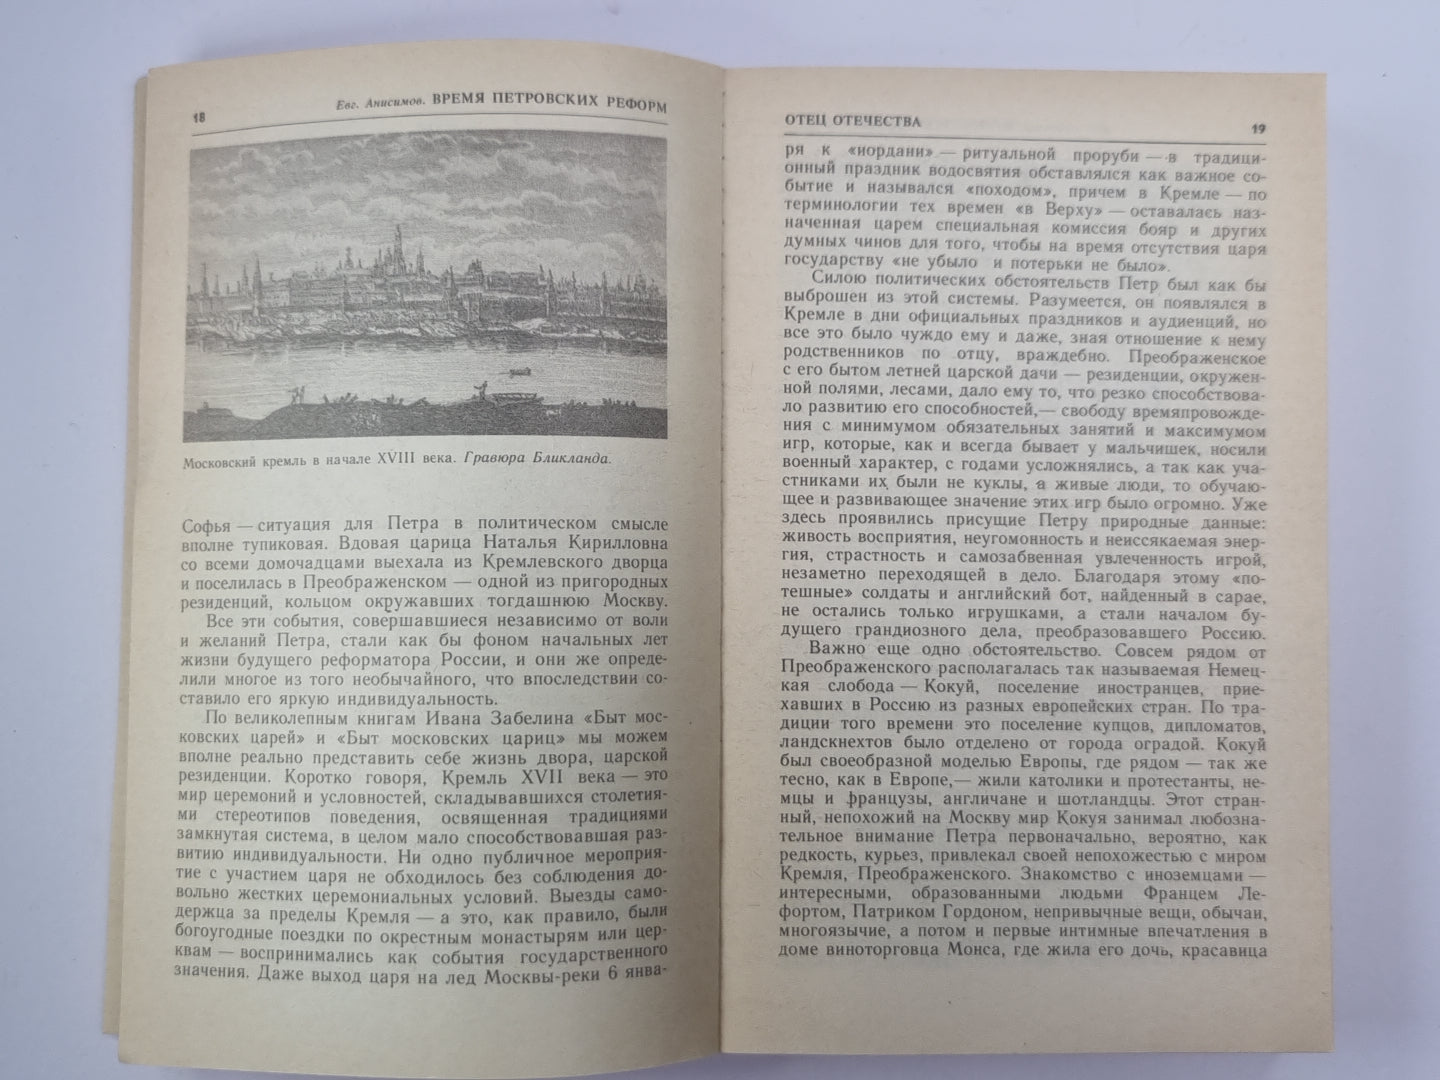 18
Евг. Анисимов. ВРЕМЯ ПЕТРОВСКИХ РЕФОРМ
Московский кремль в начале XVIII века. Гравюра Бликланда.
Софья — ситуация для Петра в политическом смысле
вполне тупиковая. Вдовая царица Наталья Кирилловна
со всеми домочадцами выехала из Кремлевского дворца
и поселилась в Преображенском — одной из пригородных
резиденций, кольцом окружавших тогдашнюю Москву.
Все эти события, совершавшиеся независимо от воли
и желаний Петра, стали как бы фоном начальных лет
жизни будущего реформатора России, и они же опреде-
лили многое из того необычайного, что впоследствии со-
ставило его яркую индивидуальность.
По великолепным книгам Ивана Забелина «Быт мос-
ковских царей» и «Быт московских цариц» мы можем
вполне реально представить себе жизнь двора, царской
резиденции. Коротко говоря, Кремль XVII века — это
мир церемоний и условностей, складывавшихся столетия-
ми стереотипов поведения, освященная традициями
замкнутая система, в целом мало способствовавшая раз-
витию индивидуальности. Ни одно публичное мероприя-
тие с участием царя не обходилось без соблюдения до-
вольно жестких церемониальных условий. Выезды само-
держца за пределы Кремля — а это, как правило, были
богоугодные поездки по окрестным монастырям или цер-
квам — воспринимались как события государственного
значения. Даже выход царя на лед Москвы-реки 6 янва-
ОТЕЦ ОТЕЧЕСТВА
19
ря к «иордани» — ритуальной проруби — в традици-
онный праздник водосвятия обставлялся как важное со-
бытие и назывался «походом», причем в Кремле — по
терминологии тех времен «в Верху» — оставалась наз-
наченная царем специальная комиссия бояр и других
думных чинов для того, чтобы на время отсутствия царя
государству «не убыло и потерьки не было».
Силою политических обстоятельств Петр был как бы
выброшен из этой системы. Разумеется, он появлялся в
Кремле в дни официальных праздников и аудиенций, но
все это было чуждо ему и даже, зная отношение к нему
родственников по отцу, враждебно. Преображенское
с его бытом летней царской дачи — резиденции, окружен-
ной полями, лесами, дало ему то, что резко способствова-
ло развитию его способностей,— свободу времяпровожде-
ния с минимумом обязательных занятий и максимумом
игр, которые, как и всегда бывает у мальчишек, носили
военный характер, с годами усложнялись, а так как уча-
стниками их были не куклы, а живые люди, то обучаю-
щее и развивающее значение этих игр было огромно. Уже
здесь проявились присущие Петру природные данные:
живость восприятия, неугомонность и неиссякаемая энер-
гия, страстность и самозабвенная увлеченность игрой,
незаметно переходящей в дело. Благодаря этому «по-
тешные» солдаты и английский бот, найденный в сарае,
не остались только игрушками, а стали началом бу-
дущего грандиозного дела, преобразовавшего Россию.
Важно еще одно обстоятельство. Совсем рядом от
Преображенского располагалась так называемая Немец-
кая слобода — Кокуй, поселение иностранцев, прие-
хавших в Россию из разных европейских стран. По тра-
диции того времени это поселение купцов, дипломатов,
ландскнехтов было отделено от города оградой. Кокуй
был своеобразной моделью Европы, где рядом — так же
тесно, как в Европе,— жили католики и протестанты, не-
мцы и французы, англичане и шотландцы. Этот стран-
ный, непохожий на Москву мир Кокуя занимал любозна-
тельное внимание Петра первоначально, вероятно, как
редкость, курьез, привлекал своей непохожестью с миром
Кремля, Преображенского. Знакомство с иноземцами —
интересными, образованными людьми Францем Ле-
фортом, Патриком Гордоном, непривычные вещи, обычаи,
многоязычие, а потом и первые интимные впечатления в
доме виноторговца Монса, где жила его дочь, красавица